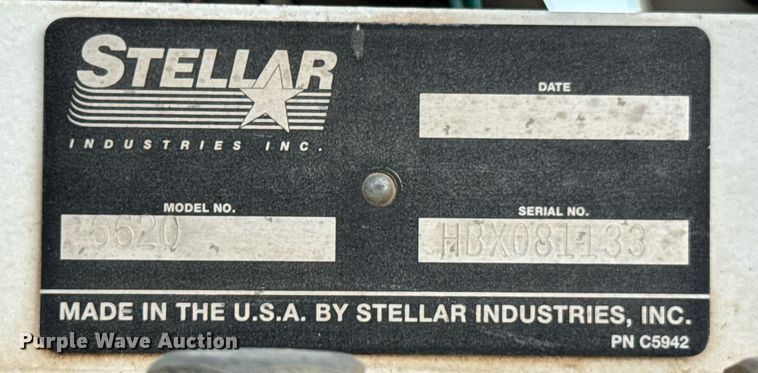 STELLAR
INDUSTRIES INC.
DATE
MODEL NO.
6620
SERIAL NO.
HBX081133
MADE IN THE U.S.A. BY STELLAR INDUSTRIES, INC.
PN C5942
Purple Wave Auction